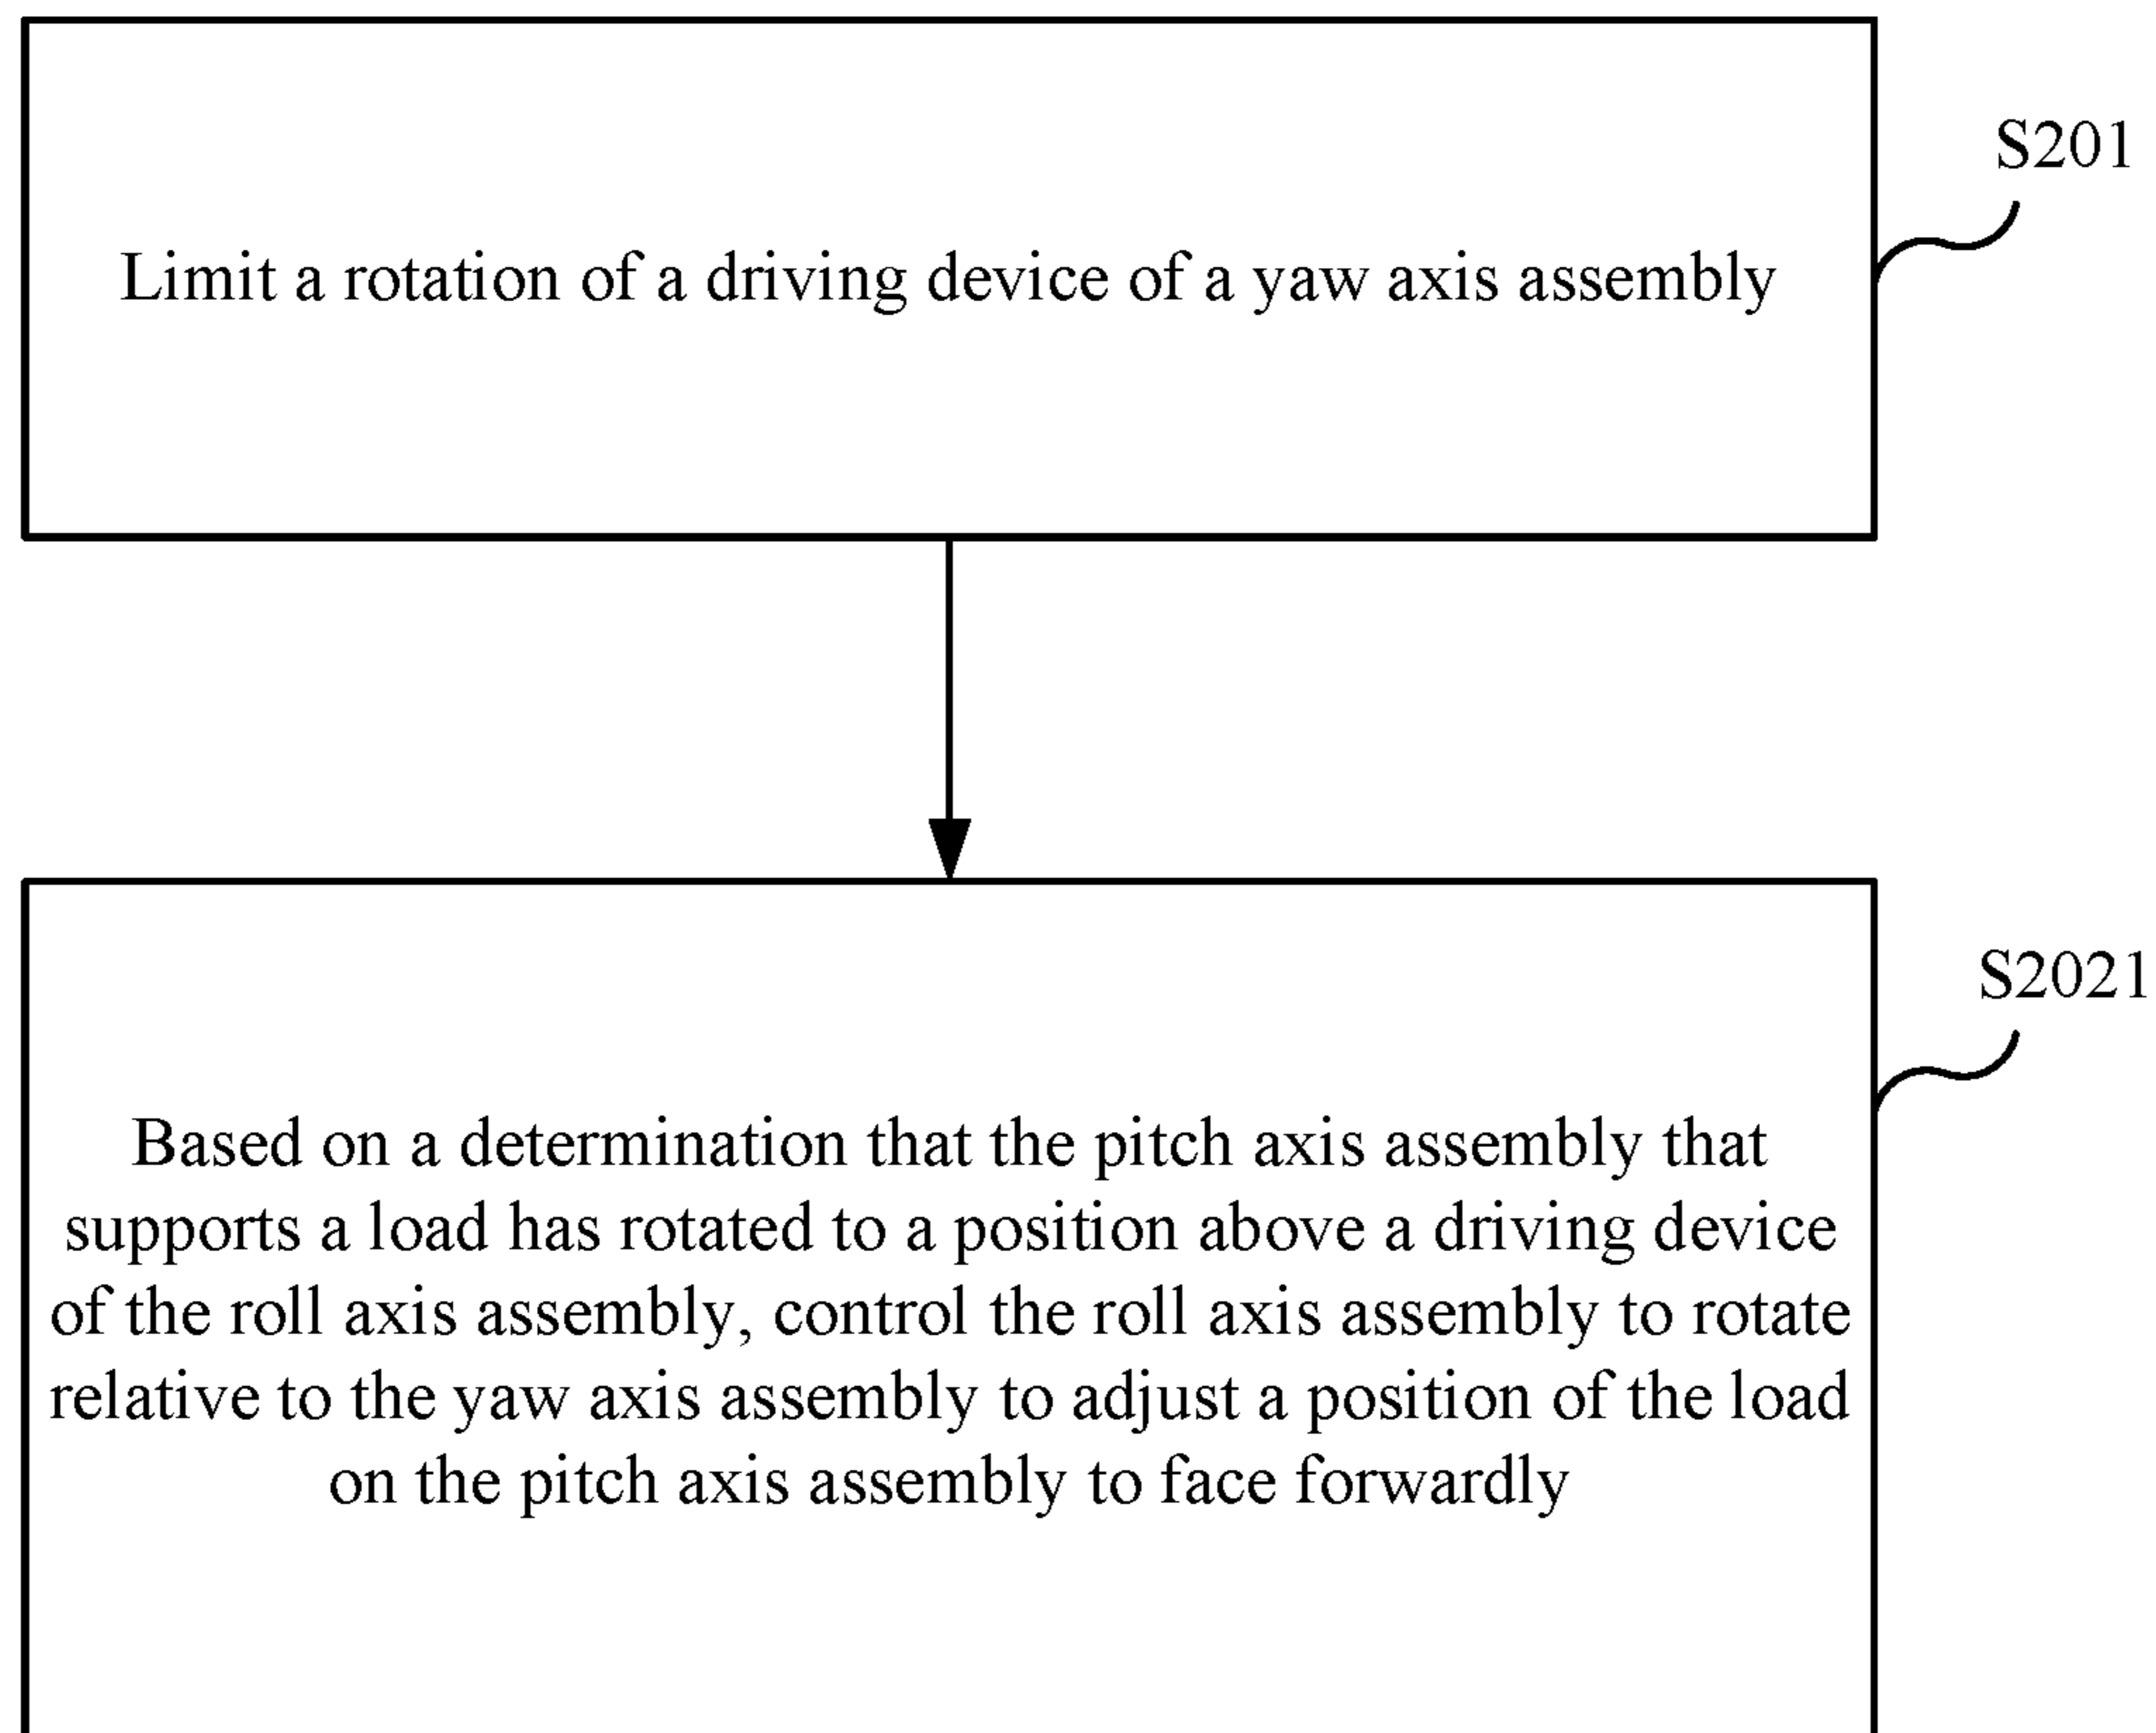 Limit a rotation of a driving device of a yaw axis assembly
S201
Based on a determination that the pitch axis assembly that
supports a load has rotated to a position above a driving device
of the roll axis assembly, control the roll axis assembly to rotate
relative to the yaw axis assembly to adjust a position of the load
on the pitch axis assembly to face forwardly
S2021